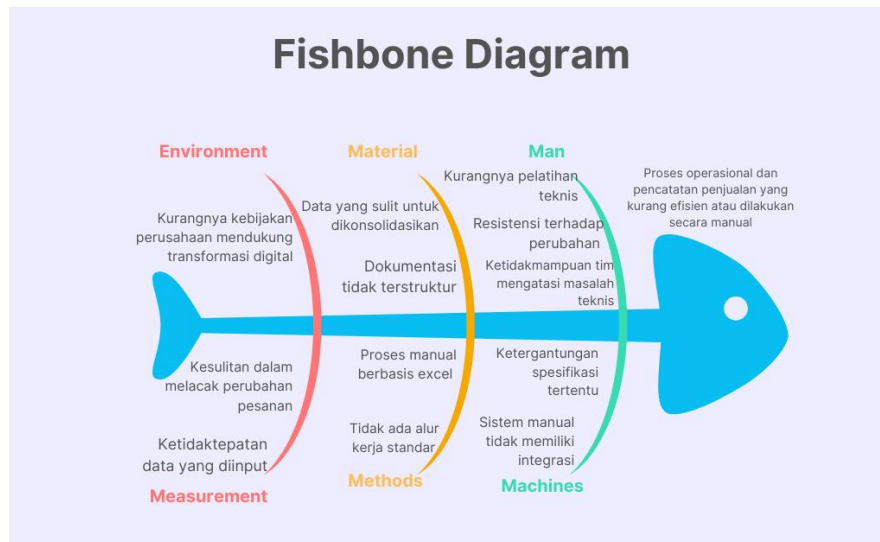 Fishbone Diagram
Environment
Kurangnya kebijakan
perusahaan mendukung
transformasi digital
Material
Data yang sulit untuk
dikonsolidasikan
Dokumentasi
tidak terstruktur
Man
Kurangnya pelatihan
teknis
Resistensi terhadap
perubahan
Ketidakmampuan tim
mengatasi masalah
teknis
Proses operasional dan
pencatatan penjualan yang
kurang efisien atau dilakukan
secara manual
Kesulitan dalam
melacak perubahan
pesanan
Ketidaktepatan
data yang diinput
Measurement
Proses manual
berbasis excel
Tidak ada alur
kerja standar
Methods
Ketergantungan
spesifikasi
tertentu
Sistem manual
tidak memiliki
integrasi
Machines